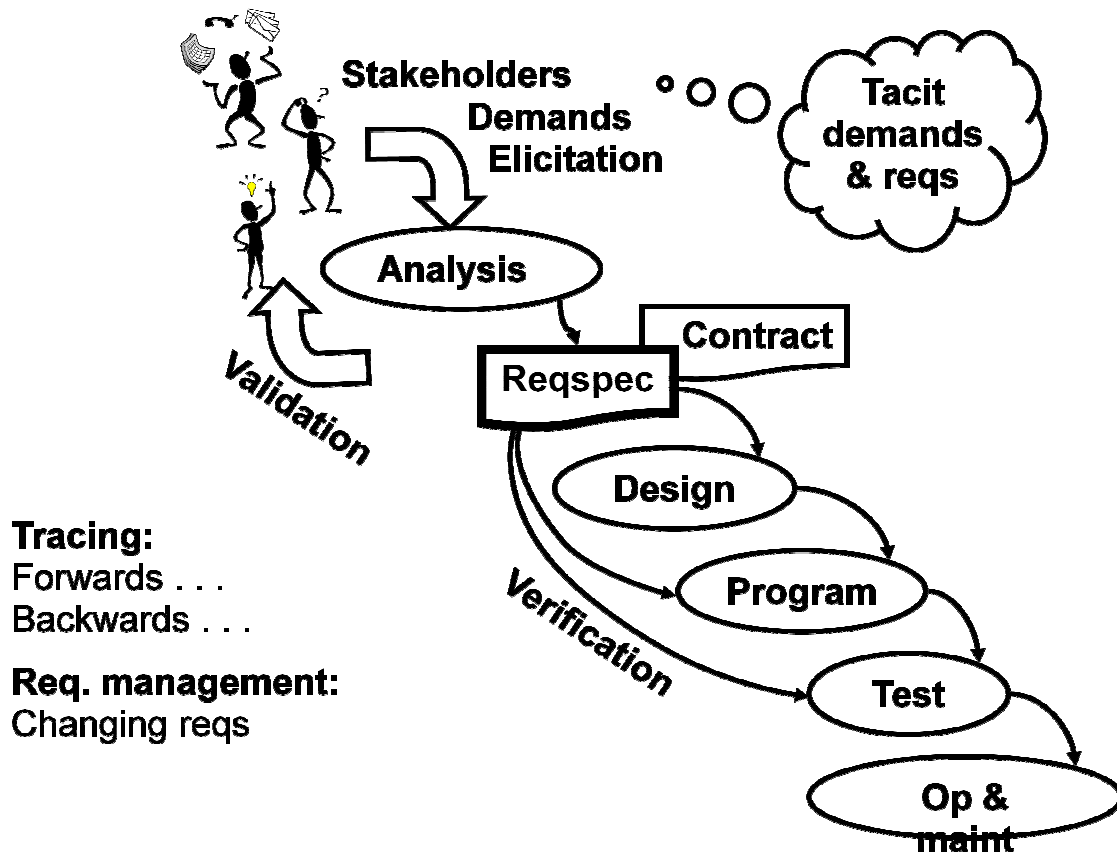 Stakeholders
Demands
Elicitation
Tacit
demands
& reqs
?
Analysis
Contract
Reqspec
Validation
Design
Tracing:
Forwards . . .
Backwards . . .
Program
Verification
Req. management:
Changing reqs
Test
Op &
maint